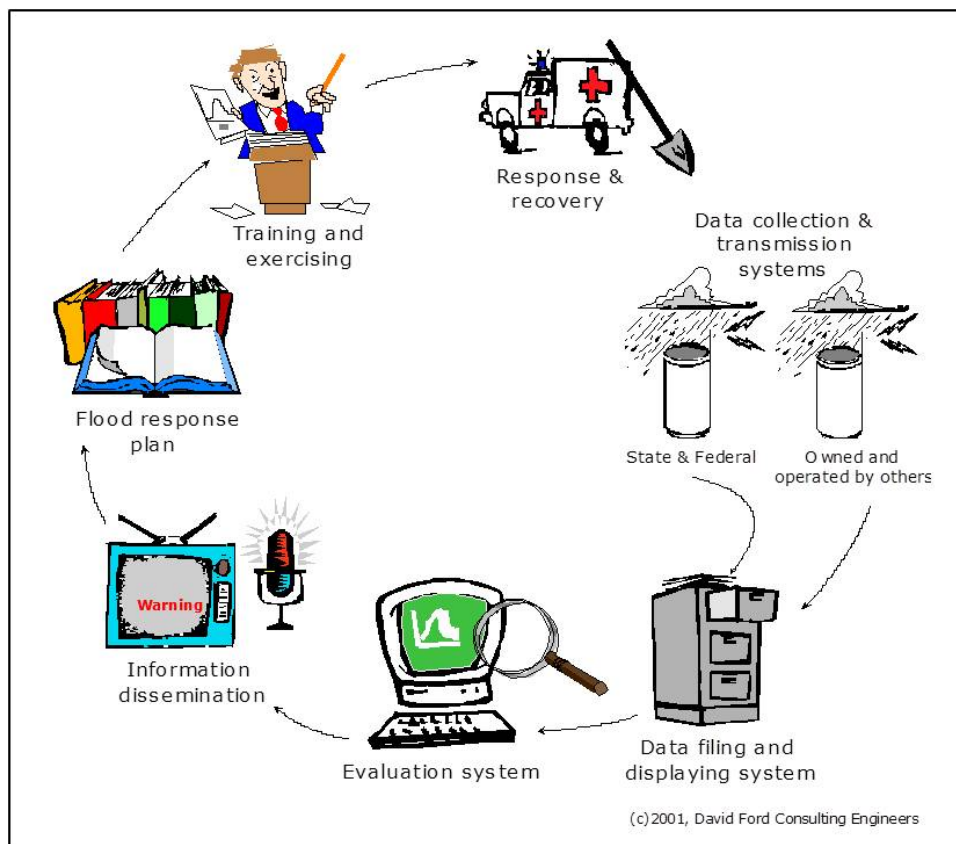 Response &
recovery
Training and
exercising
Data collection &
transmission
systems
Flood response
plan
State & Federal
Owned and
operated by others
Warning
Information
dissemination
Evaluation system
Data filing and
displaying system
(c)2001, David Ford Consulting Engineers